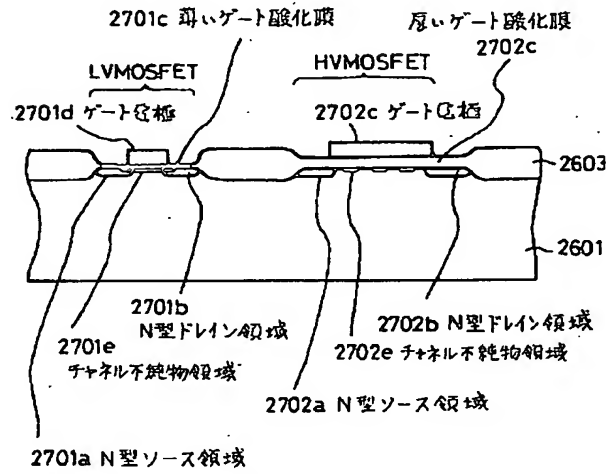 2701c 薄いゲート酸化膜
厚いゲート酸化膜
2702c
LVMOSFET
HVMOSFET
2701d ゲート電極
2702c ゲート電極
2603
2601
2701b
N型ドレイン領域
2702b N型ドレイン領域
2701e
チャネル不純物領域
2702e チャネル不純物領域
2702a N型ソース領域
2701a N型ソース領域